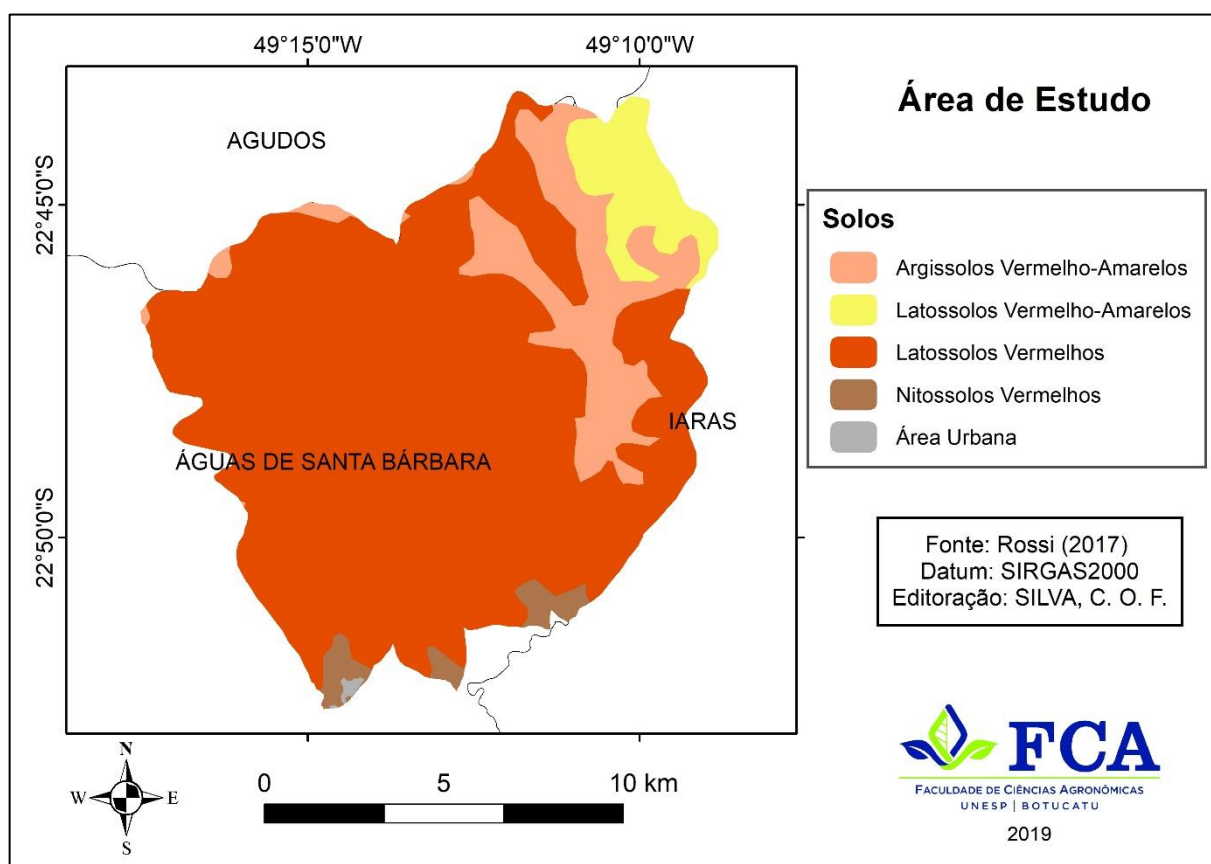 49°15'0"W
49°10'0"W
22°45'0"S
22°50'0"S
AGUDOS
IARAS
ÁGUAS DE SANTA BÁRBARA
Área de Estudo
Solos
Argissolos Vermelho-Amarelos
Latossolos Vermelho-Amarelos
Latossolos Vermelhos
Nitossolos Vermelhos
Área Urbana
Fonte: Rossi (2017)
Datum: SIRGAS2000
Editoração: SILVA, C. O. F.
N
W
E
S
0
5
10 km
FCA
FACULDADE DE CIÊNCIAS AGRONÔMICAS
UNESP | BOTUCATU
2019